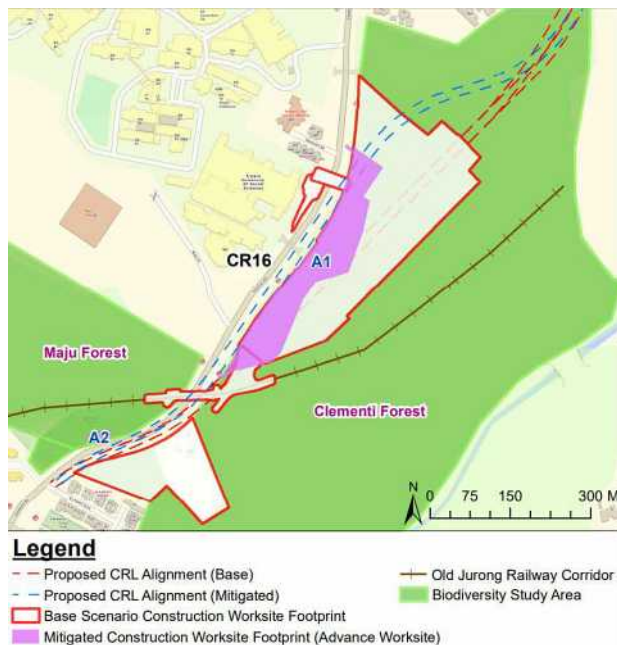 CR16
A1
Maju Forest
Clementi Forest
A2
N
0 75 150 300 M
Legend
Proposed CRL Alignment (Base)
Proposed CRL Alignment (Mitigated)
Base Scenario Construction Worksite Footprint
Mitigated Construction Worksite Footprint (Advance Worksite)
Old Jurong Railway Corridor
Biodiversity Study Area